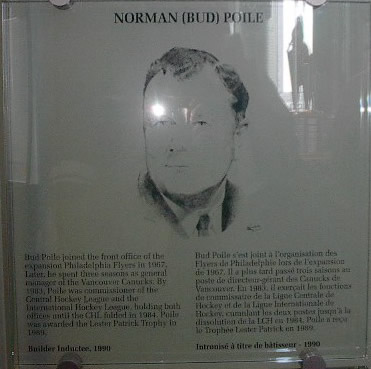 NORMAN (BUD) POILE
Bud Poile joined the front office of the
expansion Philadelphia Flyers in 1967.
Later, he spent three seasons as general
manager of the Vancouver Canucks. By
1983, Poile was commissioner of the
Central Hockey League and the
International Hockey League, holding both
offices until the CHL folded in 1984. Poile
was awarded the Lester Patrick Trophy in
1989.
Builder Inductee, 1990
Bud Poile s'est joint à l'organisation des
Flyers de Philadelphie lors de l'expansion
de 1967. Il a plus tard passé trois saisons au
poste de directeur-gérant des Canucks de
Vancouver. En 1983, il exerçait les fonctions
de commissaire de la Ligue Centrale de
Hockey et de la Ligue Internationale de
Hockey, cumulant les deux postes jusqu'à la
dissolution de la LCH en 1984. Poile a reçu
le Trophée Lester Patrick en 1989.
Intronisé à titre de bâtisseur - 1990